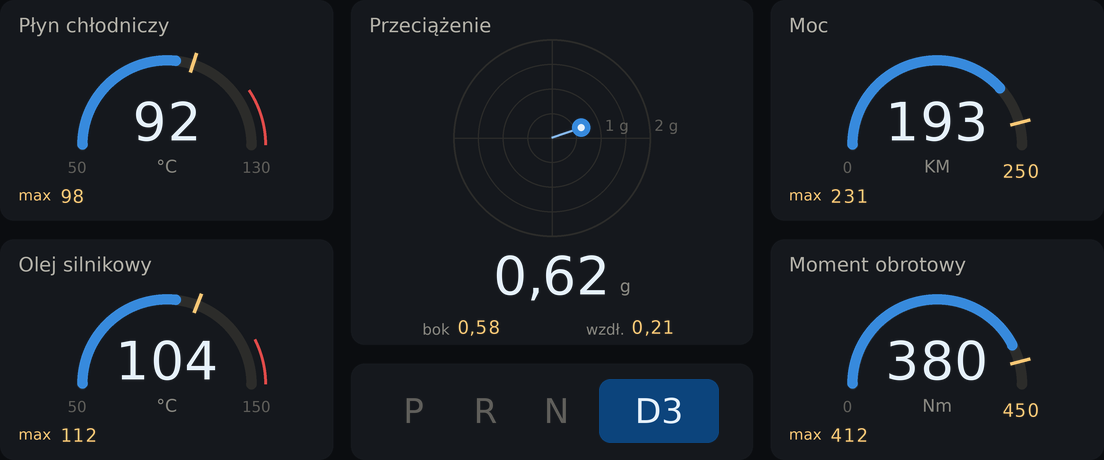 Płyn chłodniczy
92
50 °C 130
max 98
Olej silnikowy
104
50 °C 150
max 112
Przeciążenie
1 g 2 g
0,62 g
bok 0,58 wzdł. 0,21
P R N D3
Moc
193
0 KM 250
max 231
Moment obrotowy
380
0 Nm 450
max 412